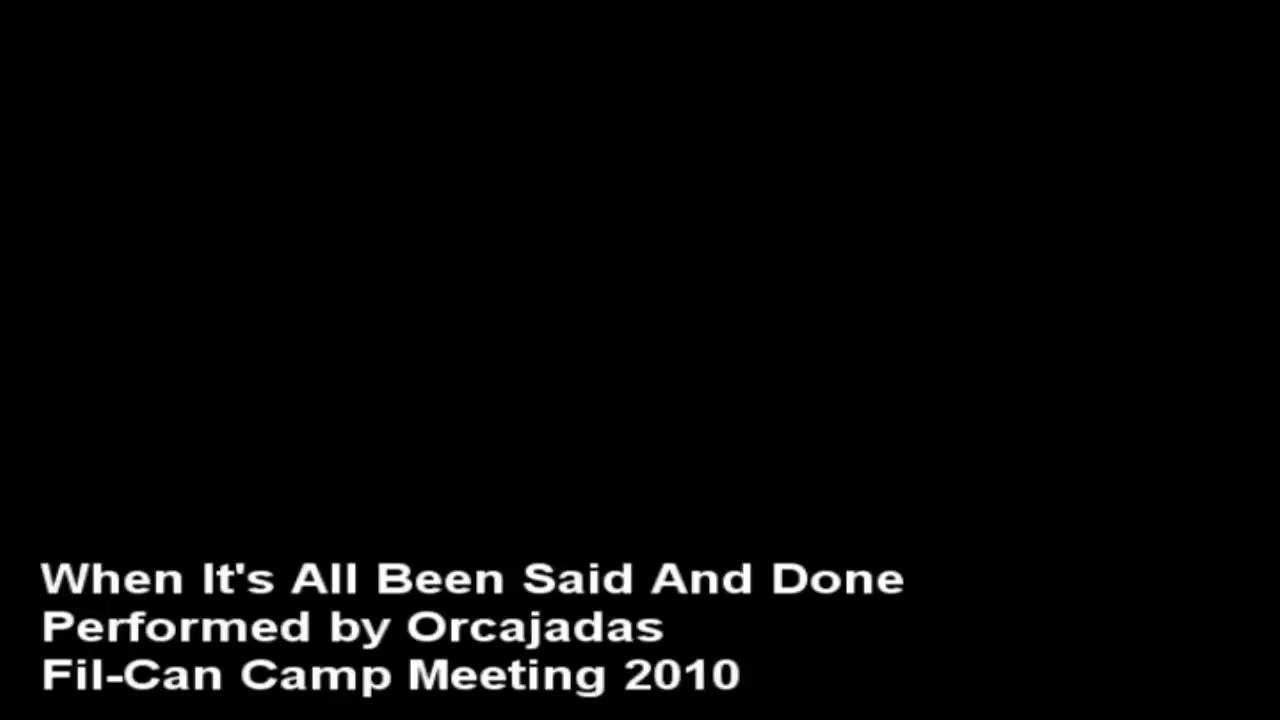 When It's All Been Said And Done
Performed by Orcajadas
Fil-Can Camp Meeting 2010